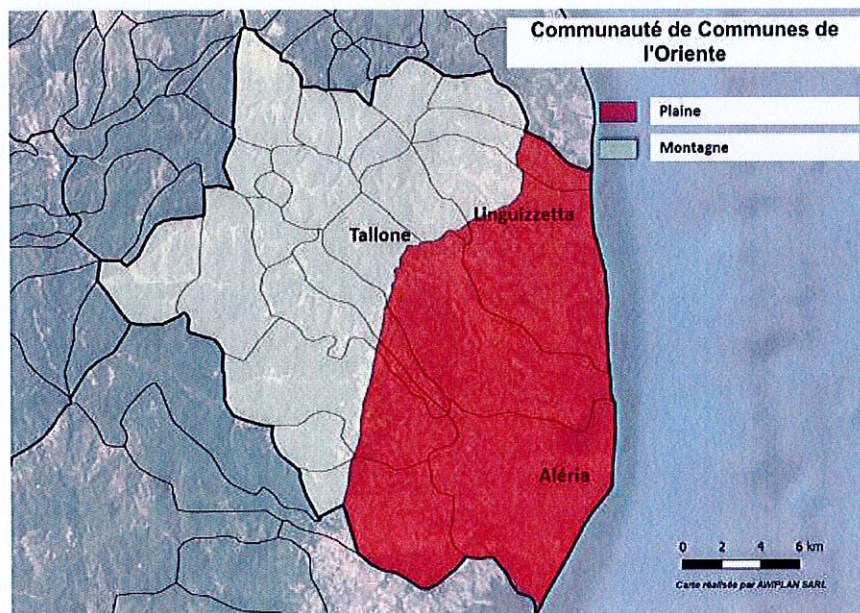 Communauté de Communes de
l'Oriente
Plaine
Montagne
Linguizzetta
Tallone
Aléria
0 2 4 6 km
Carte réalisée par AWIPLAN SARL